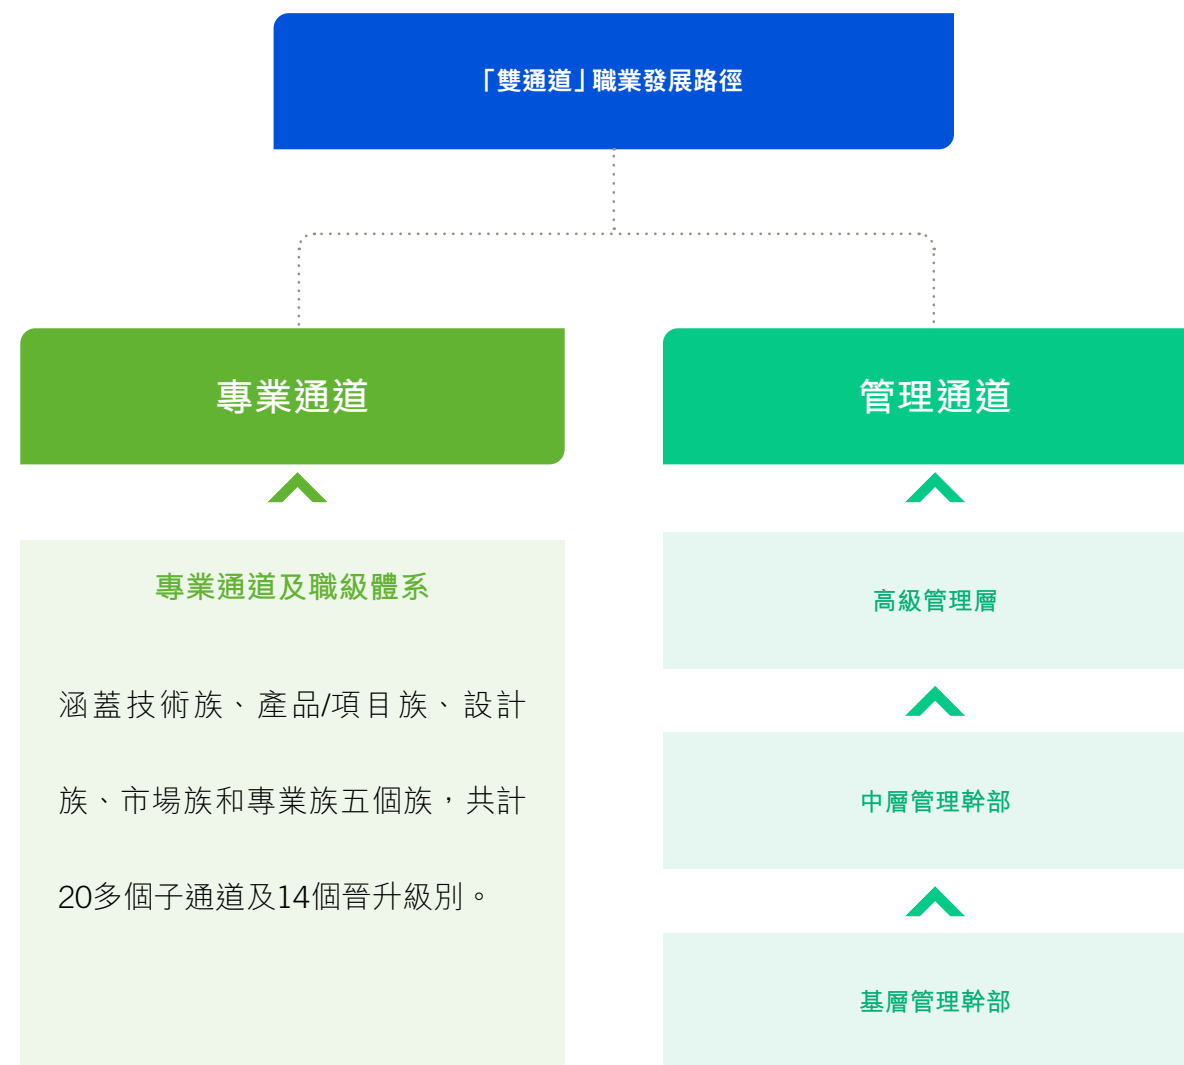 「雙通道」職業發展路徑
專業通道
管理通道
專業通道及職級體系
涵蓋技術族、產品/項目族、設計
族、市場族和專業族五個族，共計
20多個子通道及14個晉升級別。
高級管理層
中層管理幹部
基層管理幹部